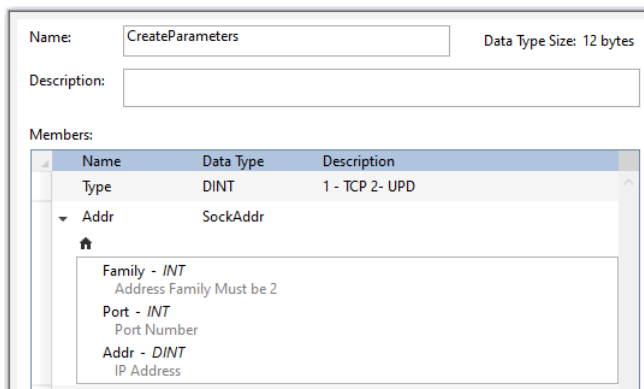 Name: CreateParameters Data Type Size: 12 bytes
Description:
Members:
Name Data Type Description
Type DINT 1 - TCP 2- UPD
Addr SockAddr
Family - INT
Address Family Must be 2
Port - INT
Port Number
Addr - DINT
IP Address